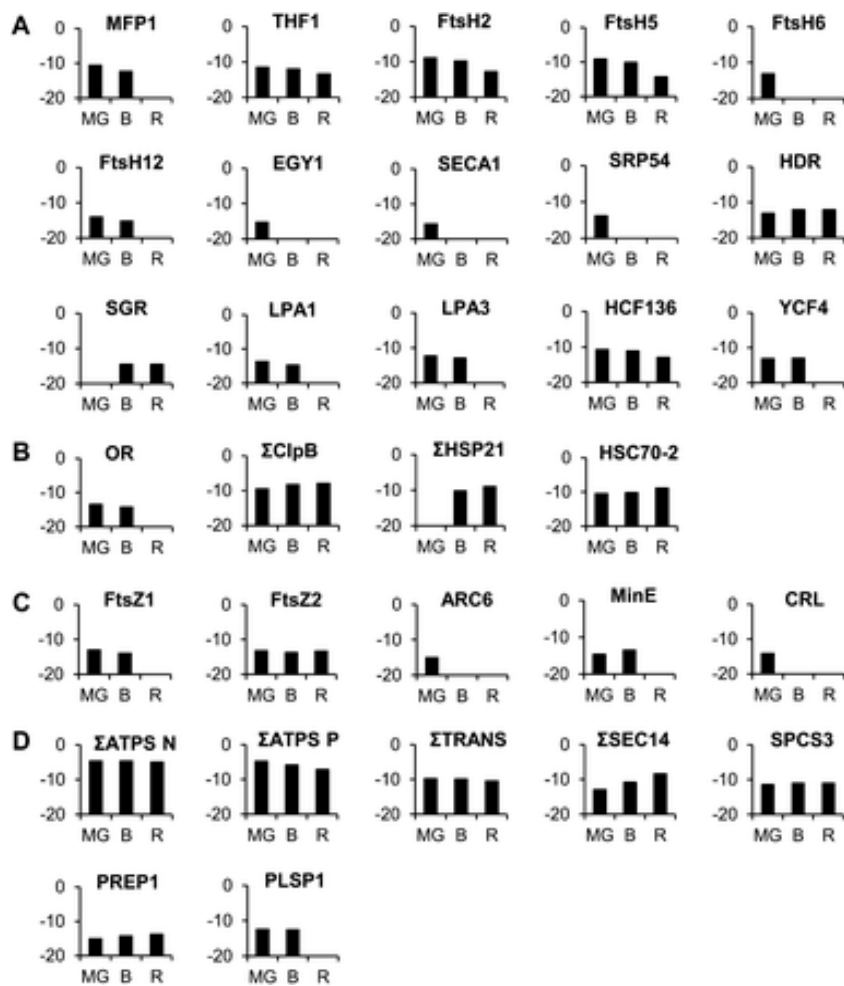 A
MFP1 THF1 FtsH2 FtsH5 FtsH6
0 0 0 0 0
-10 -10 -10 -10 -10
-20 -20 -20 -20 -20
MG B R MG B R MG B R MG B R MG B R
FtsH12 EGY1 SECA1 SRP54 HDR
0 0 0 0 0
-10 -10 -10 -10 -10
-20 -20 -20 -20 -20
MG B R MG B R MG B R MG B R MG B R
SGR LPA1 LPA3 HCF136 YCF4
0 0 0 0 0
-10 -10 -10 -10 -10
-20 -20 -20 -20 -20
MG B R MG B R MG B R MG B R MG B R
B
OR ΣClpB ΣHSP21 HSC70-2
0 0 0 0
-10 -10 -10 -10
-20 -20 -20 -20
MG B R MG B R MG B R MG B R
C
FtsZ1 FtsZ2 ARC6 MinE CRL
0 0 0 0 0
-10 -10 -10 -10 -10
-20 -20 -20 -20 -20
MG B R MG B R MG B R MG B R MG B R
D
ΣATPS N ΣATPS P ΣTRANS ΣSEC14 SPCS3
0 0 0 0 0
-10 -10 -10 -10 -10
-20 -20 -20 -20 -20
MG B R MG B R MG B R MG B R MG B R
PREP1 PLSP1
0 0
-10 -10
-20 -20
MG B R MG B R